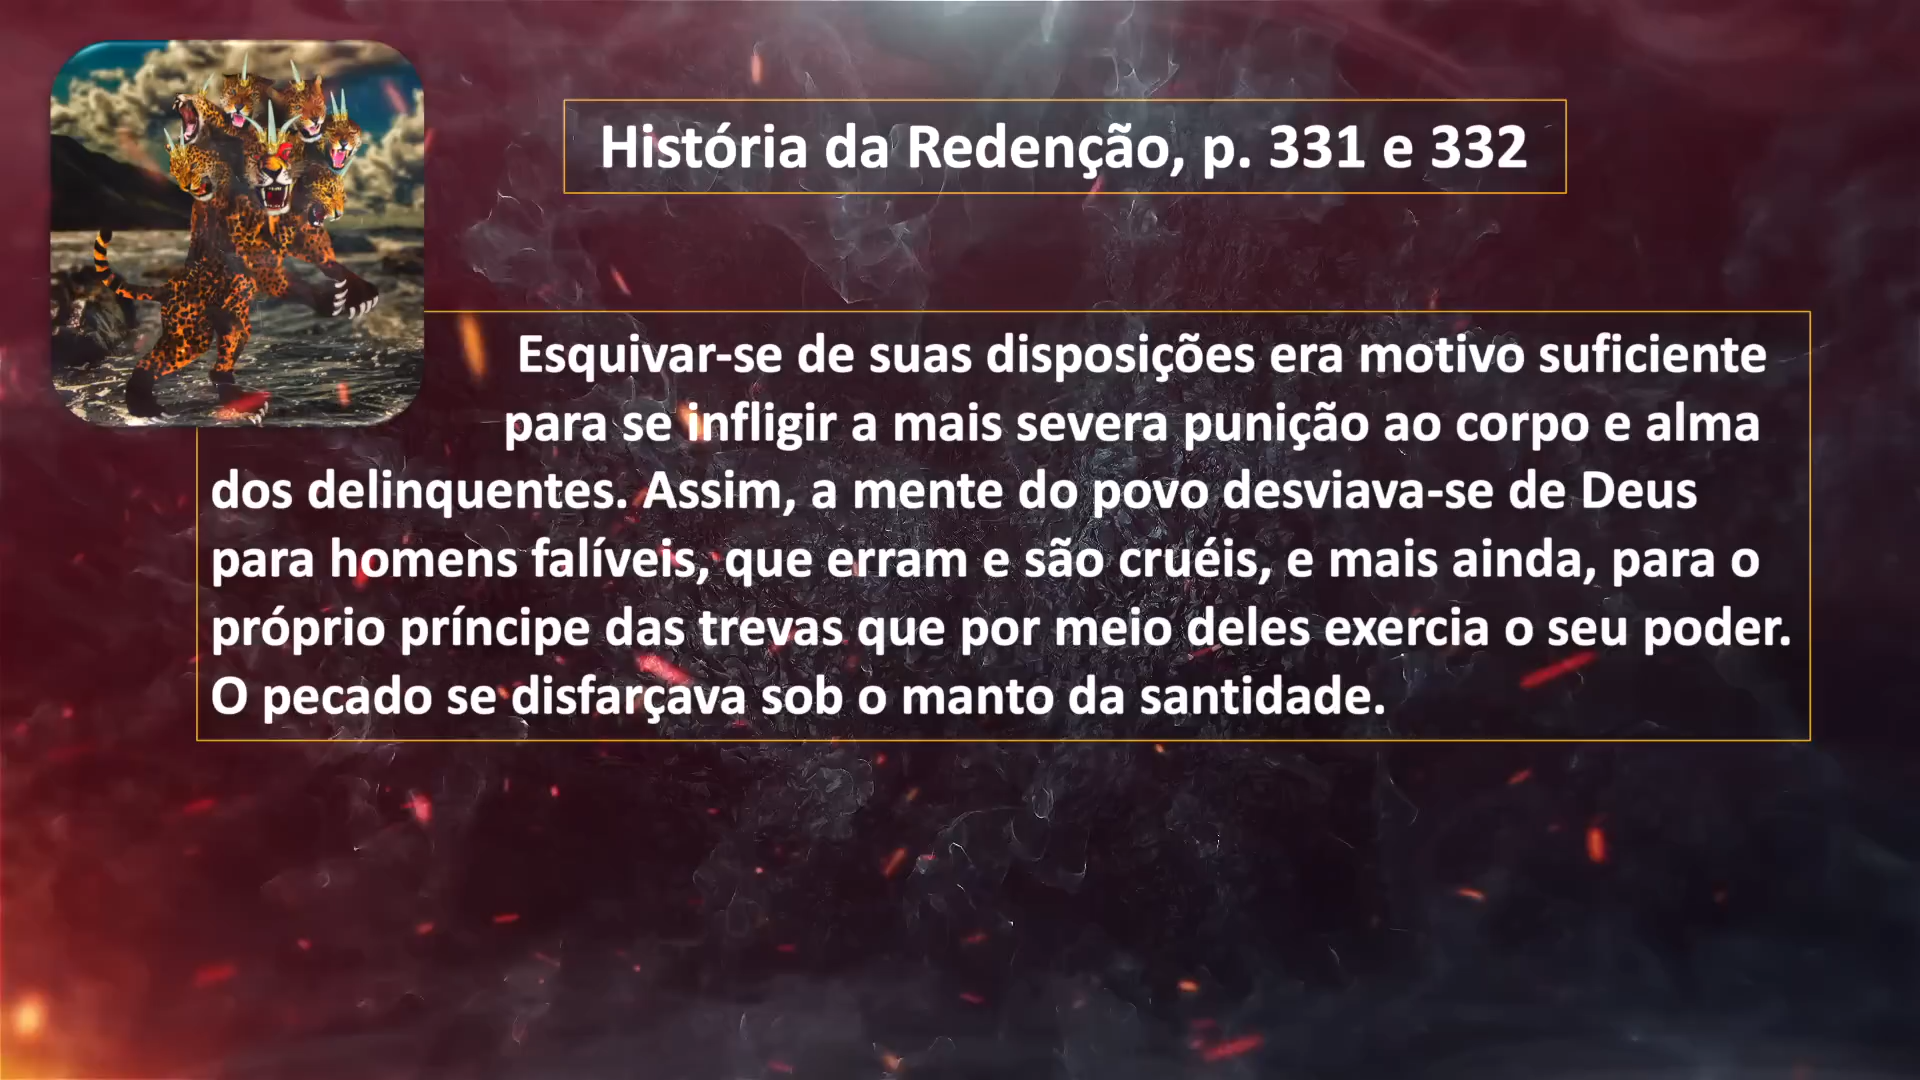 História da Redenção, p. 331 e 332
Esquivar-se de suas disposições era motivo suficiente
para se infligir a mais severa punição ao corpo e alma
dos delinquentes. Assim, a mente do povo desviava-se de Deus
para homens falíveis, que erram e são cruéis, e mais ainda, para o
próprio príncipe das trevas que por meio deles exercia o seu poder.
O pecado se disfarçava sob o manto da santidade.